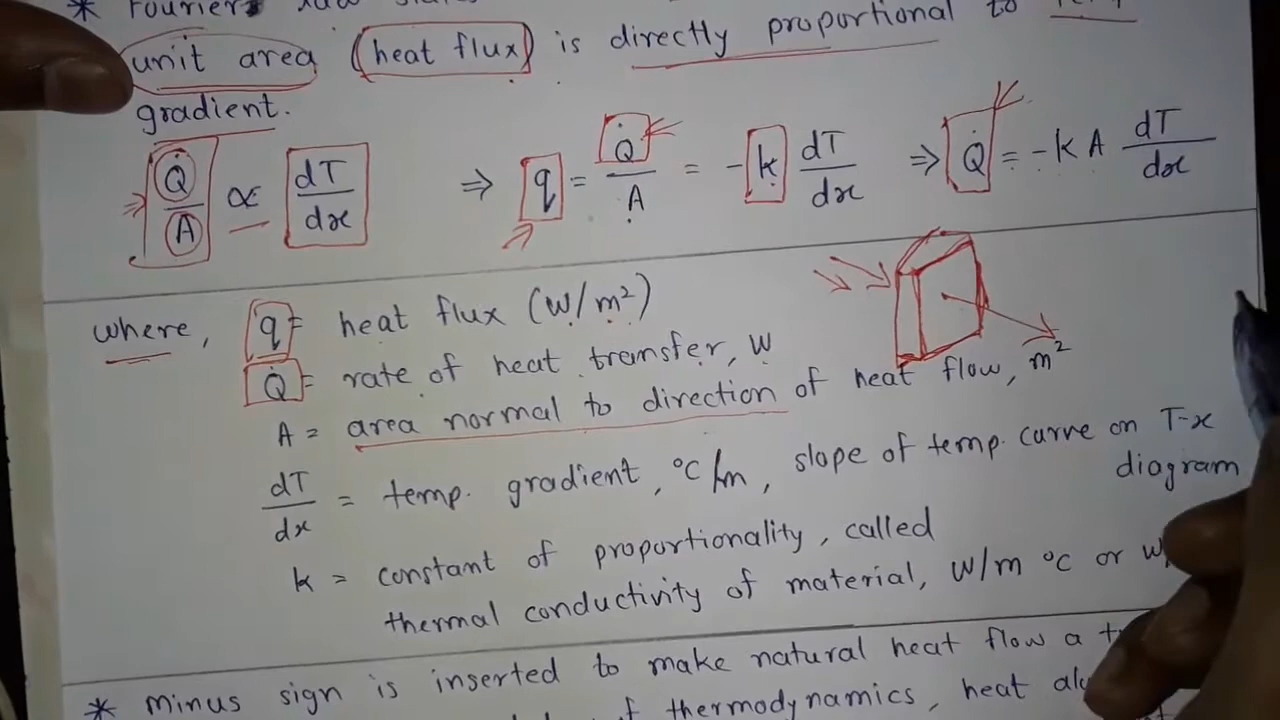 * Fourier
unit area (heat flux) is directly proportional to
gradient.
Q̇/A ∝ dT/dx ⇒ q = Q̇/A = -k dT/dx ⇒ Q̇ = -k A dT/dx
where, q = heat flux (W/m²)
Q̇ = rate of heat transfer, W
A = area normal to direction of heat flow, m²
dT/dx = temp. gradient, °C/m, slope of temp. curve on T-x
diagram
k = constant of proportionality, called
thermal conductivity of material, W/m °C or
* Minus sign is inserted to make natural heat flow a
of thermodynamics, heat